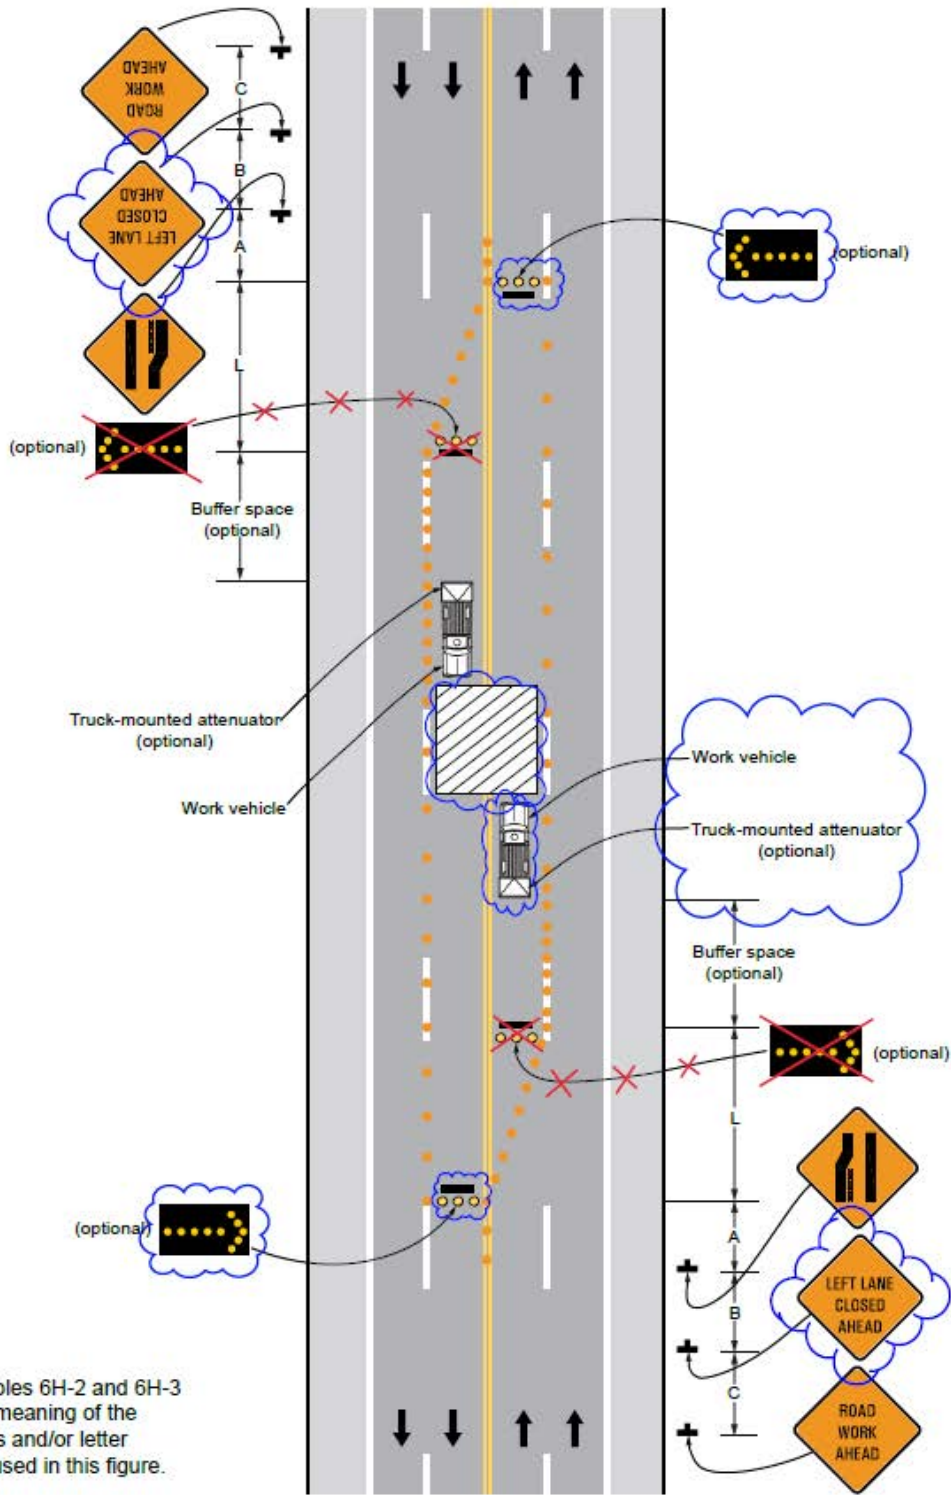 ROAD
WORK
AHEAD
C
LEFT LANE
CLOSED
AHEAD
B
A
(optional)
L
(optional)
Buffer space
(optional)
Truck-mounted attenuator
(optional)
Work vehicle
Work vehicle
Truck-mounted attenuator
(optional)
Buffer space
(optional)
(optional)
L
(optional)
A
LEFT LANE
CLOSED
AHEAD
B
C
ROAD
WORK
AHEAD
6H-2 and 6H-3
meaning of the
and/or letter
used in this figure.